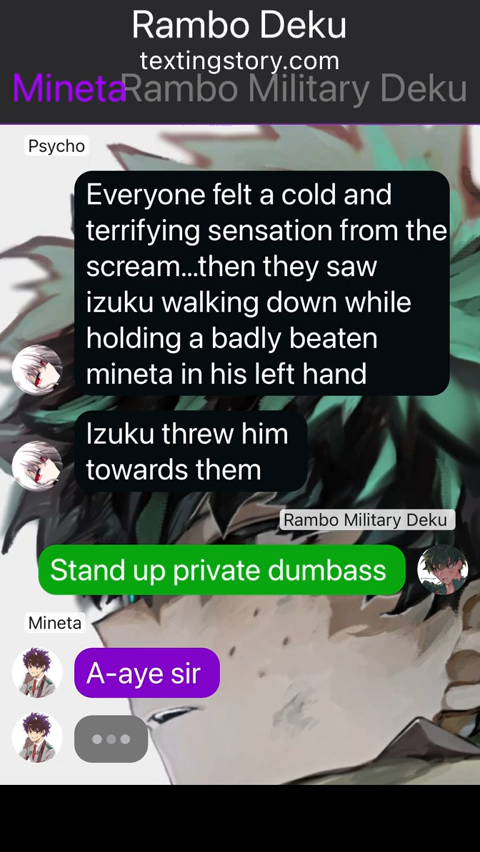 Rambo Deku
textingstory.com
Mineta Rambo Military Deku
Psycho
Everyone felt a cold and
terrifying sensation from the
scream...then they saw
izuku walking down while
holding a badly beaten
mineta in his left hand
Izuku threw him
towards them
Rambo Military Deku
Stand up private dumbass
Mineta
A-aye sir